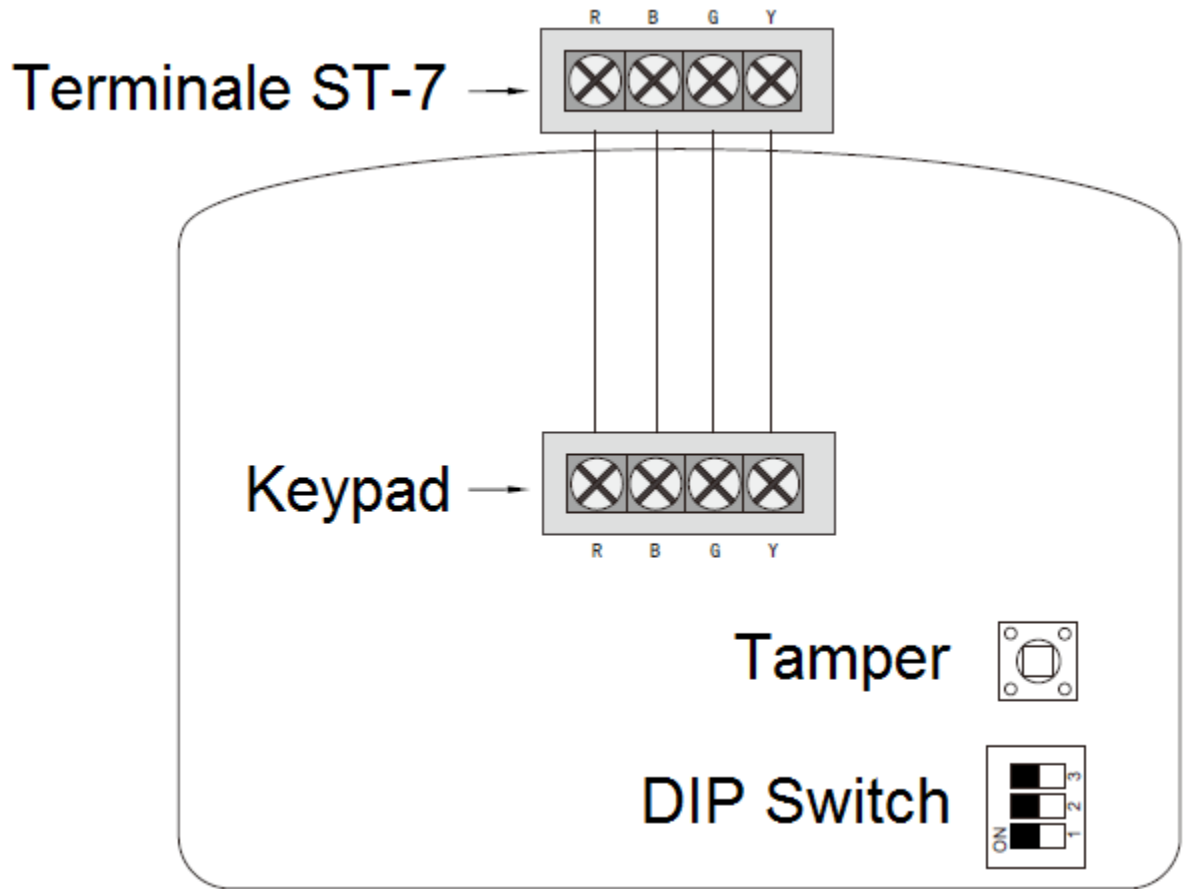 R B G Y
Terminale ST-7
Keypad
R B G Y
Tamper
DIP Switch
ON
1 2 3